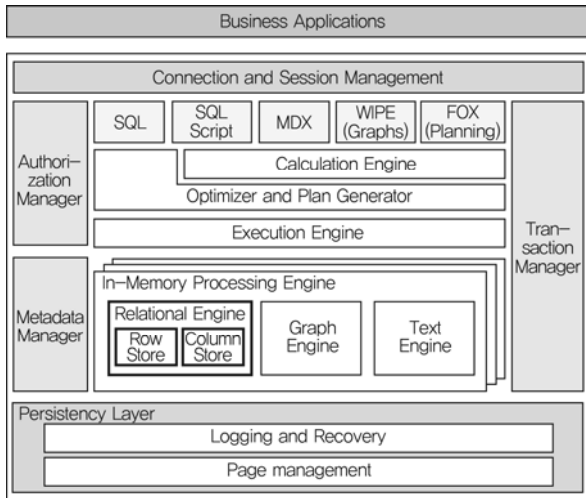 Business Applications
Connection and Session Management
Authori-
zation
Manager
SQL
SQL
Script
MDX
WIPE
(Graphs)
FOX
(Planning)
Calculation Engine
Optimizer and Plan Generator
Execution Engine
Tran-
saction
Manager
Metadada
Manager
In-Memory Processing Engine
Relational Engine
Row
Store
Column
Store
Graph
Engine
Text
Engine
Persistency Layer
Logging and Recovery
Page management